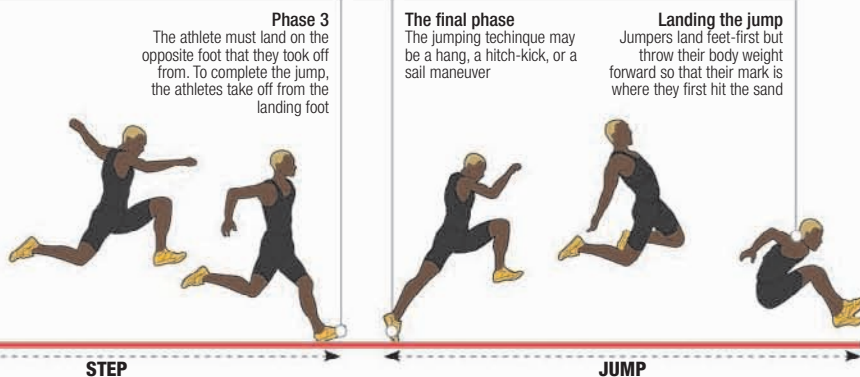 Phase 3
The athlete must land on the
opposite foot that they took off
from. To complete the jump,
the athletes take off from the
landing foot
The final phase
The jumping techinque may
be a hang, a hitch-kick, or a
sail maneuver
Landing the jump
Jumpers land feet-first but
throw their body weight
forward so that their mark is
where they first hit the sand
STEP
JUMP